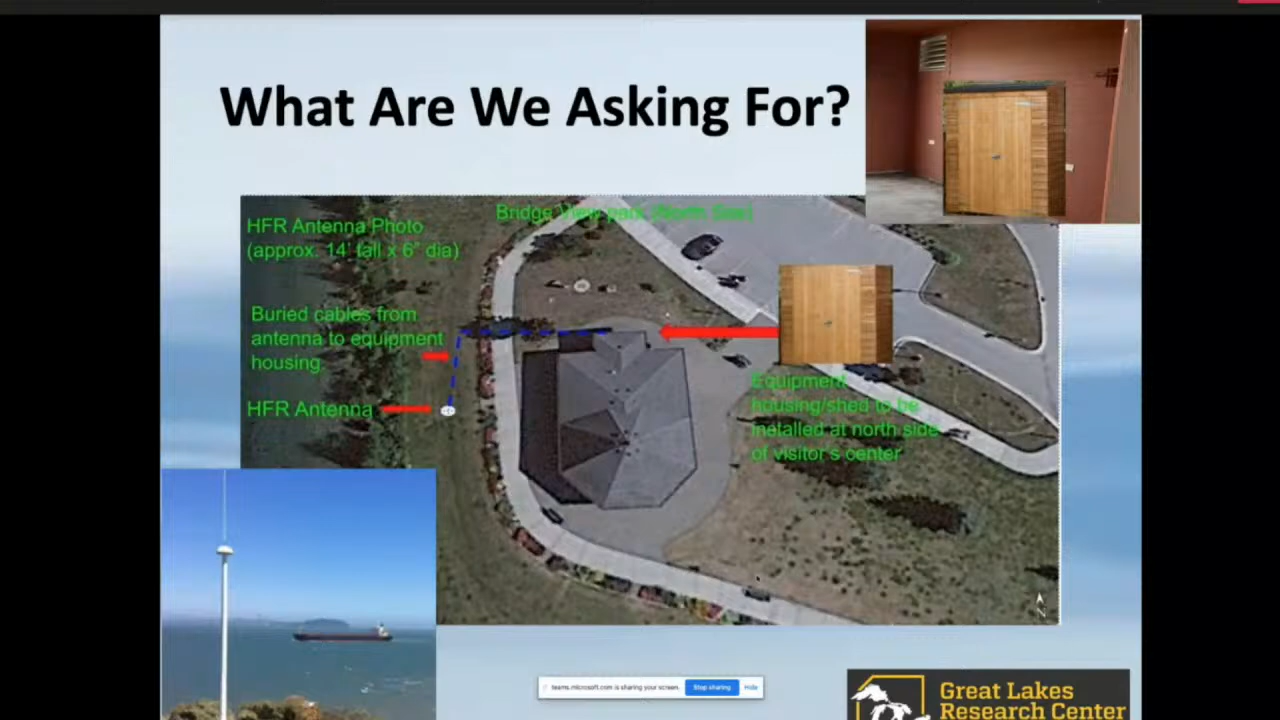 What Are We Asking For?
Bridge View park (North See)
HFR Antenna Photo
(approx. 14' tall x 6" dia)
Buried cables from
antenna to equipment
housing.
HFR Antenna
Equipment
housing/shed to be
installed at north side
of visitor's center
N
teams.microsoft.com is sharing your screen.
Stop sharing
Hide
Great Lakes
Research Center